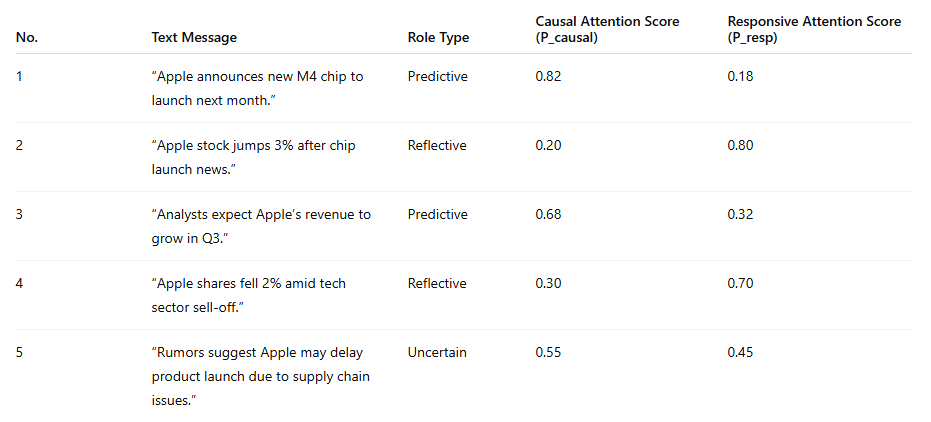 No. Text Message Role Type Causal Attention Score (P_causal) Responsive Attention Score (P_resp)
1 “Apple announces new M4 chip to launch next month.” Predictive 0.82 0.18
2 “Apple stock jumps 3% after chip launch news.” Reflective 0.20 0.80
3 “Analysts expect Apple’s revenue to grow in Q3.” Predictive 0.68 0.32
4 “Apple shares fell 2% amid tech sector sell-off.” Reflective 0.30 0.70
5 “Rumors suggest Apple may delay product launch due to supply chain issues.” Uncertain 0.55 0.45